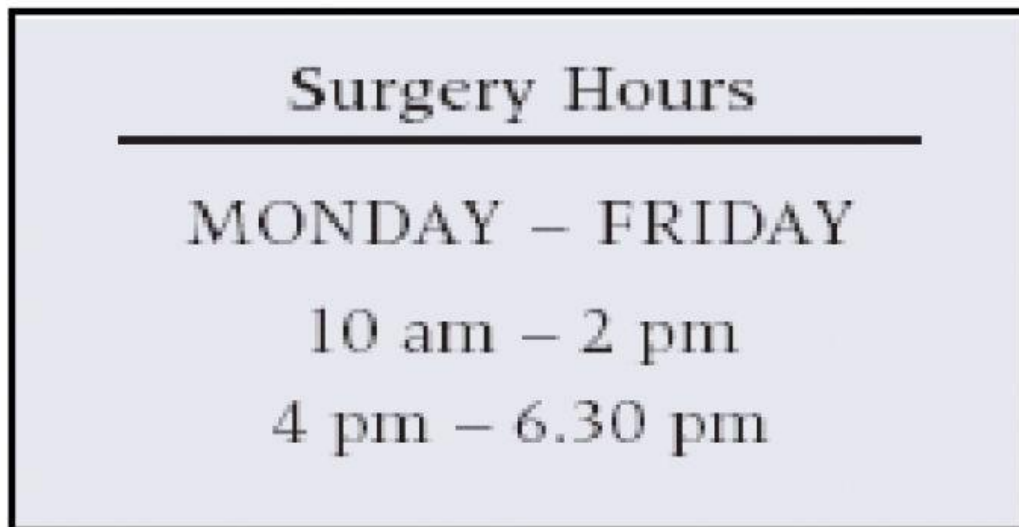 Surgery Hours
MONDAY – FRIDAY
10 am – 2 pm
4 pm – 6.30 pm